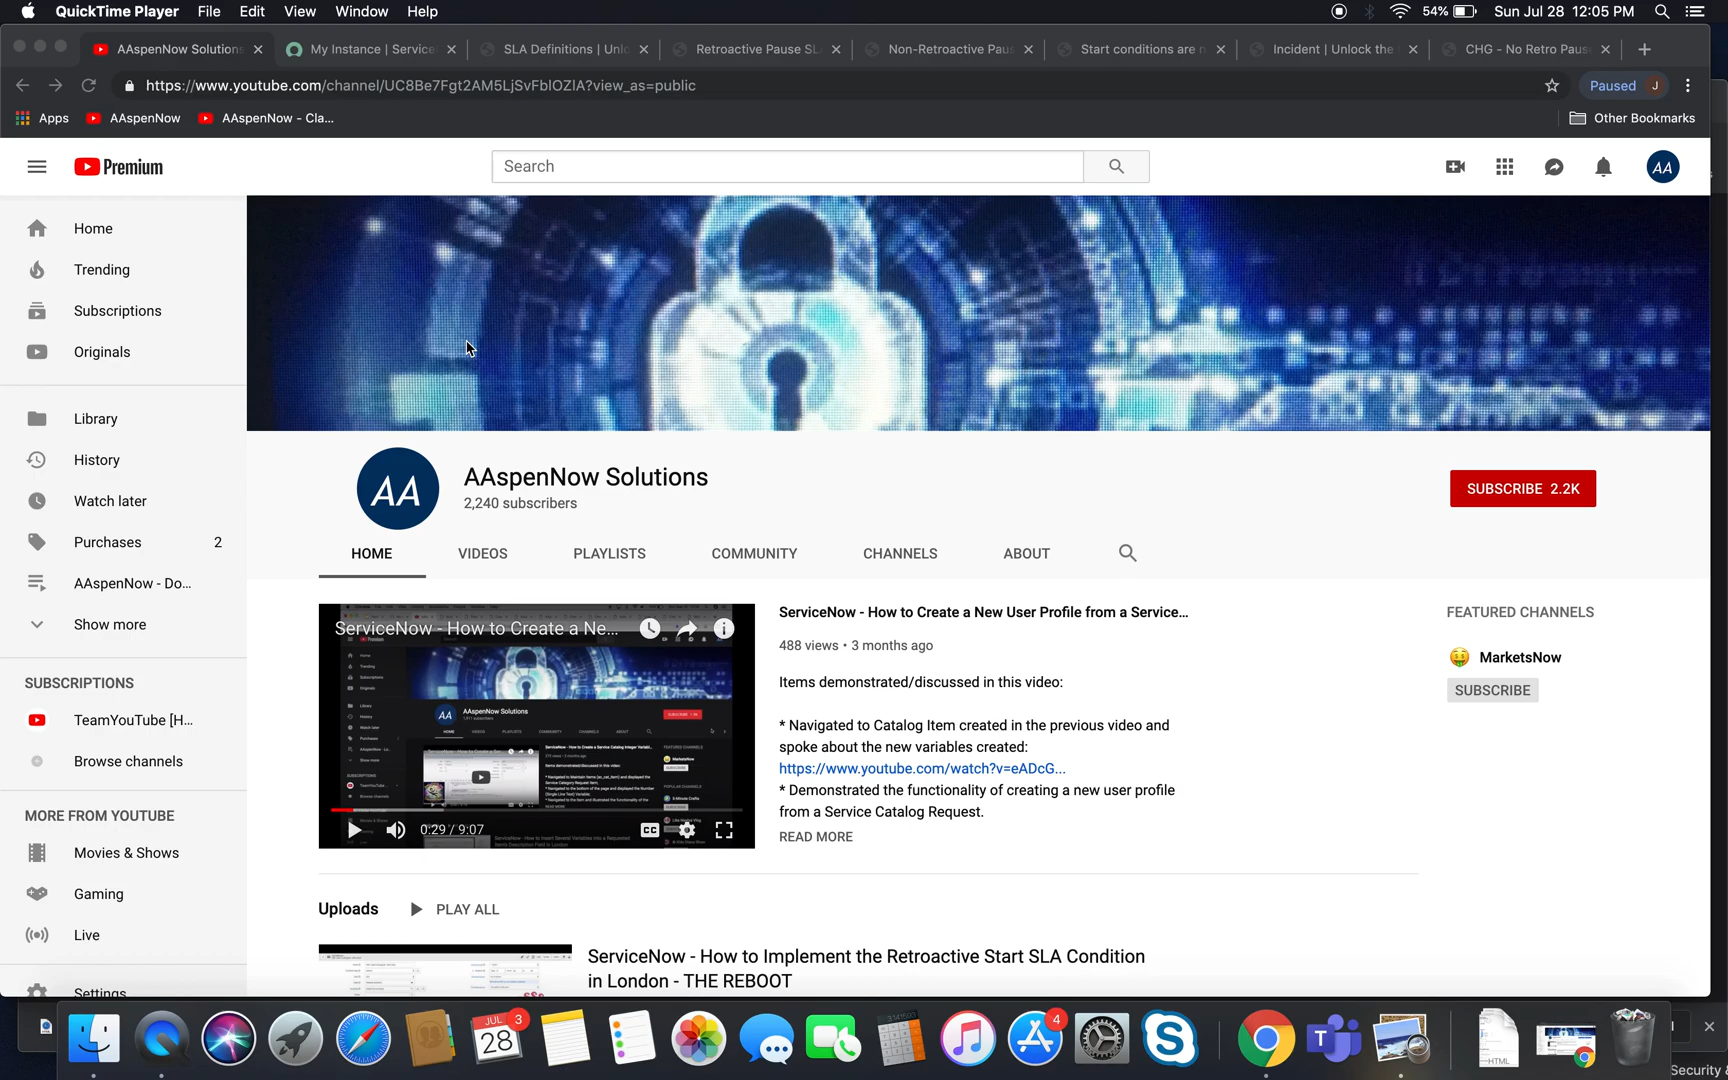 QuickTime Player File Edit View Window Help 54% Sun Jul 28 12:05 PM
AAspenNow Solutions My Instance | Service SLA Definitions | Unlo Retroactive Pause SL Non-Retroactive Pau Start conditions are n Incident | Unlock the CHG - No Retro Paus
https://www.youtube.com/channel/UC8Be7Fgt2AM5LjSvFblOZIA?view_as=public Paused J
Apps AAspenNow AAspenNow - Cla... Other Bookmarks
Premium Search AA
Home
Trending
Subscriptions
Originals
Library
History
Watch later
Purchases 2
AAspenNow - Do...
Show more
SUBSCRIPTIONS
TeamYouTube [H...
Browse channels
MORE FROM YOUTUBE
Movies & Shows
Gaming
Live
Settings
AA
AAspenNow Solutions
2,240 subscribers
SUBSCRIBE 2.2K
HOME VIDEOS PLAYLISTS COMMUNITY CHANNELS ABOUT
ServiceNow - How to Create a Ne...
AAspenNow Solutions
0:29 / 9:07
CC
ServiceNow - How to Create a New User Profile from a Service...
488 views • 3 months ago
Items demonstrated/discussed in this video:
* Navigated to Catalog Item created in the previous video and
spoke about the new variables created:
https://www.youtube.com/watch?v=eADcG...
* Demonstrated the functionality of creating a new user profile
from a Service Catalog Request.
READ MORE
FEATURED CHANNELS
MarketsNow
SUBSCRIBE
Uploads PLAY ALL
ServiceNow - How to Implement the Retroactive Start SLA Condition
in London - THE REBOOT
JUL
28
3
4
HTML
Security